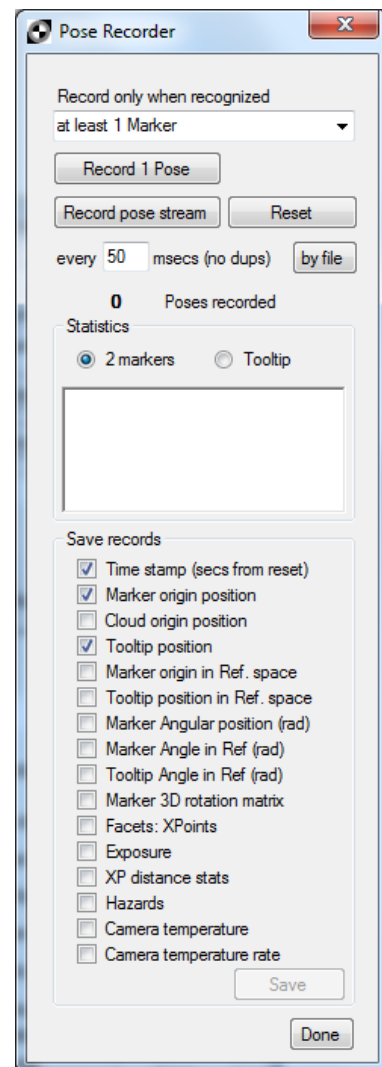 Pose Recorder
Record only when recognized
at least 1 Marker
Record 1 Pose
Record pose stream Reset
every 50 msecs (no dups) by file
0 Poses recorded
Statistics
2 markers Tooltip
Save records
Time stamp (secs from reset)
Marker origin position
Cloud origin position
Tooltip position
Marker origin in Ref. space
Tooltip position in Ref. space
Marker Angular position (rad)
Marker Angle in Ref (rad)
Tooltip Angle in Ref (rad)
Marker 3D rotation matrix
Facets: XPoints
Exposure
XP distance stats
Hazards
Camera temperature
Camera temperature rate
Save
Done